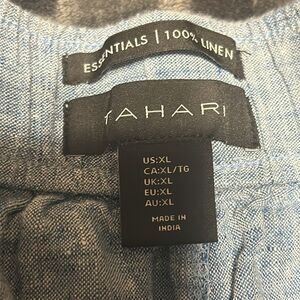 ESSENTIALS | 100% LINEN
TAHARI
US:XL
CA:XL/TG
UK:XL
EU:XL
AU:XL
MADE IN
INDIA